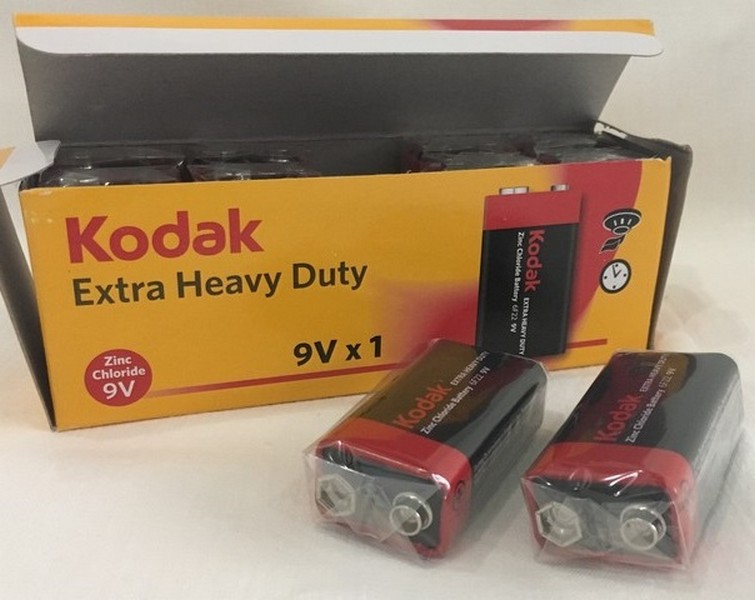 Kodak
Extra Heavy Duty
9V x 1
Zinc
Chloride
9V
Kodak EXTRA HEAVY DUTY
Zinc Chloride Battery 6F22 9V
Kodak EXTRA HEAVY DUTY
Zinc Chloride Battery 6F22 9V
Kodak EXTRA HEAVY DUTY
Zinc Chloride Battery 6F22 9V